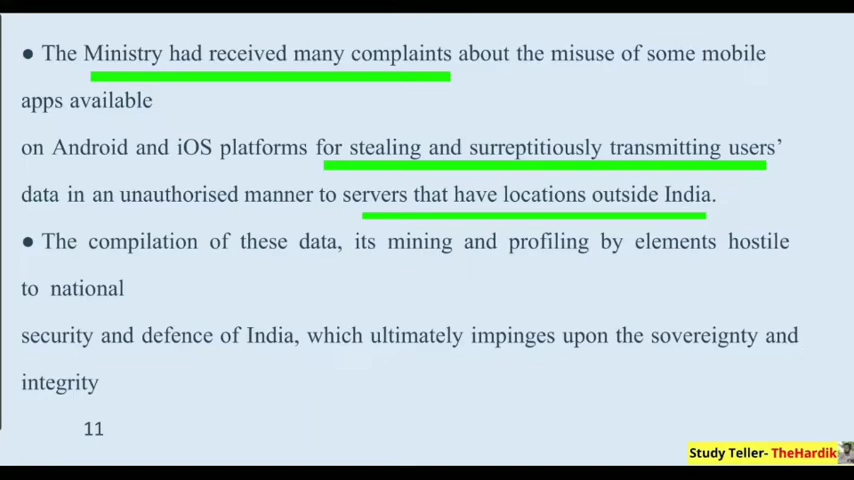 ● The Ministry had received many complaints about the misuse of some mobile
apps available
on Android and iOS platforms for stealing and surreptitiously transmitting users’
data in an unauthorised manner to servers that have locations outside India.
● The compilation of these data, its mining and profiling by elements hostile
to national
security and defence of India, which ultimately impinges upon the sovereignty and
integrity
11
Study Teller- TheHardik